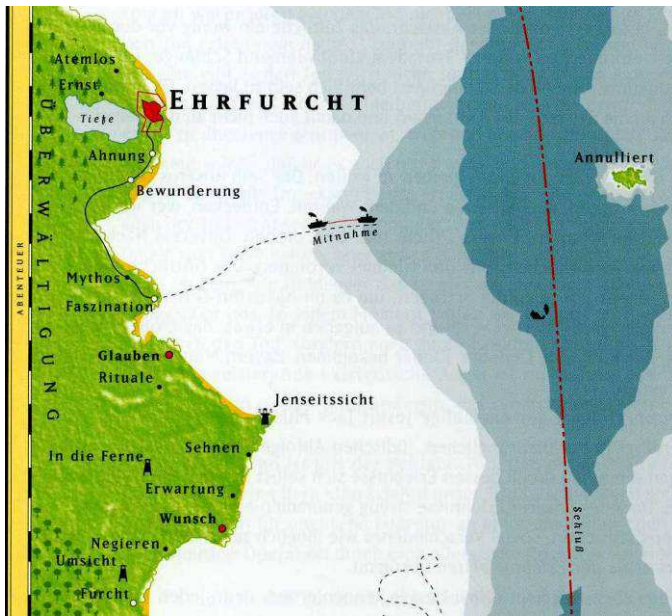 Atemlos
Ernst
EHRFURCHT
Tiefe
Ahnung
Bewunderung
Annulliert
Mitnahme
Mythos
Faszination
ABENTEUER
ÜBERWÄLTIGUNG
Glauben
Rituale
Jenseitssicht
Sehnen
In die Ferne
Erwartung
Wunsch
Schluß
Negieren
Umsicht
Furcht